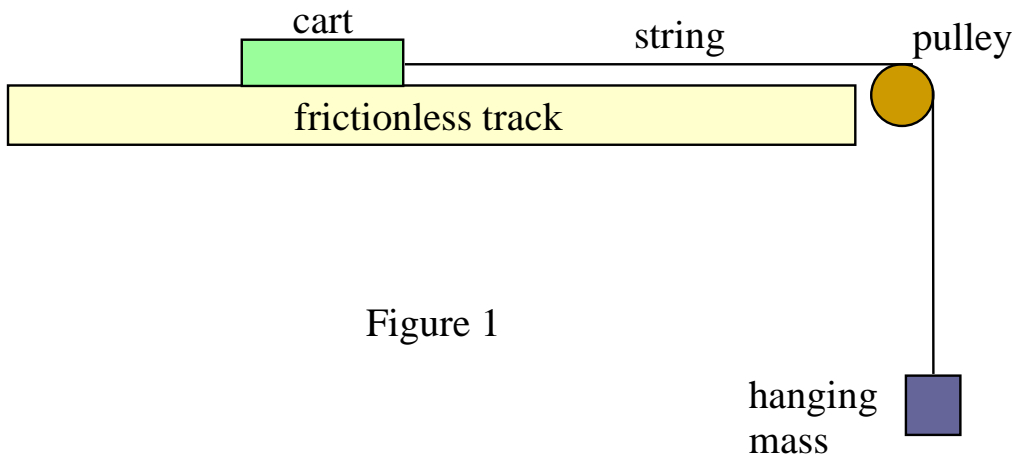 cart
string
pulley
frictionless track
Figure 1
hanging
mass